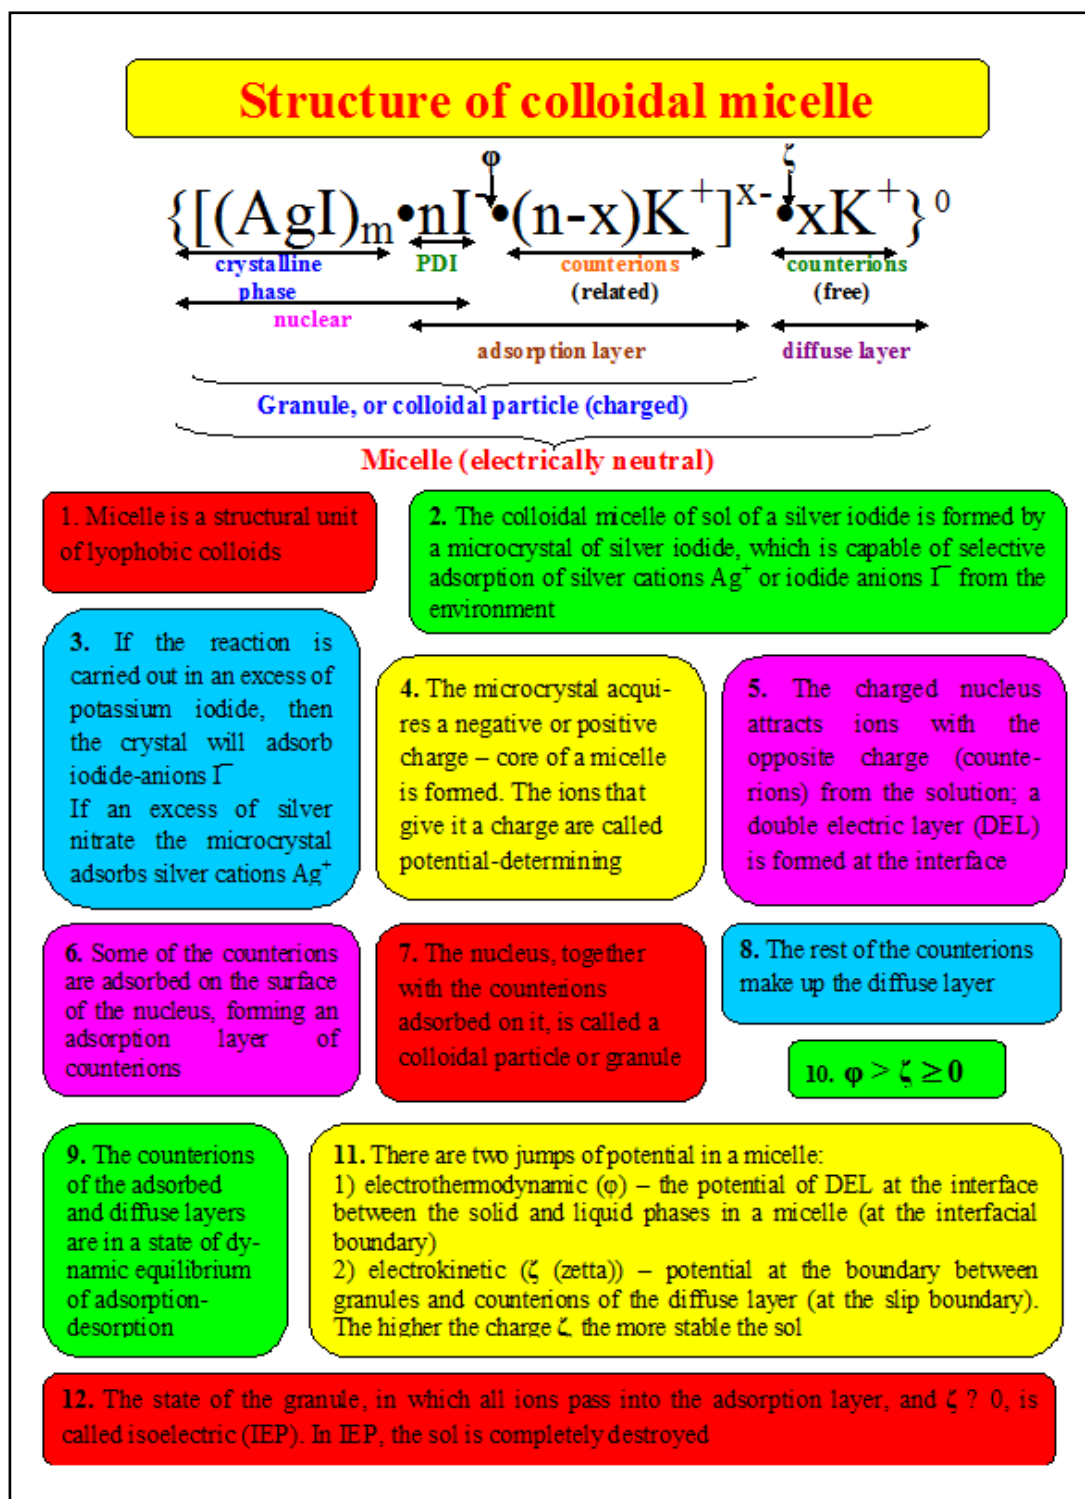 Structure of colloidal micelle
φ ζ
{[(AgI)m•nI-•(n-x)K+]x-•xK+}0
crystalline PDI counterions counterions
phase (related) (free)
nuclear
adsorption layer diffuse layer
Granule, or colloidal particle (charged)
Micelle (electrically neutral)
1. Micelle is a structural unit
of lyophobic colloids
2. The colloidal micelle of sol of a silver iodide is formed by
a microcrystal of silver iodide, which is capable of selective
adsorption of silver cations Ag+ or iodide anions I− from the
environment
3. If the reaction is
carried out in an excess of
potassium iodide, then
the crystal will adsorb
iodide-anions I−
If an excess of silver
nitrate the microcrystal
adsorbs silver cations Ag+
4. The microcrystal acqui-
res a negative or positive
charge – core of a micelle
is formed. The ions that
give it a charge are called
potential-determining
5. The charged nucleus
attracts ions with the
opposite charge (counte-
rions) from the solution; a
double electric layer (DEL)
is formed at the interface
6. Some of the counterions
are adsorbed on the surface
of the nucleus, forming an
adsorption layer of
counterions
7. The nucleus, together
with the counterions
adsorbed on it, is called a
colloidal particle or granule
8. The rest of the counterions
make up the diffuse layer
10. φ > ζ ≥ 0
9. The counterions
of the adsorbed
and diffuse layers
are in a state of dy-
namic equilibrium
of adsorption-
desorption
11. There are two jumps of potential in a micelle:
1) electrothermodynamic (φ) – the potential of DEL at the interface
between the solid and liquid phases in a micelle (at the interfacial
boundary)
2) electrokinetic (ζ (zetta)) – potential at the boundary between
granules and counterions of the diffuse layer (at the slip boundary).
The higher the charge ζ, the more stable the sol
12. The state of the granule, in which all ions pass into the adsorption layer, and ζ ? 0, is
called isoelectric (IEP). In IEP, the sol is completely destroyed